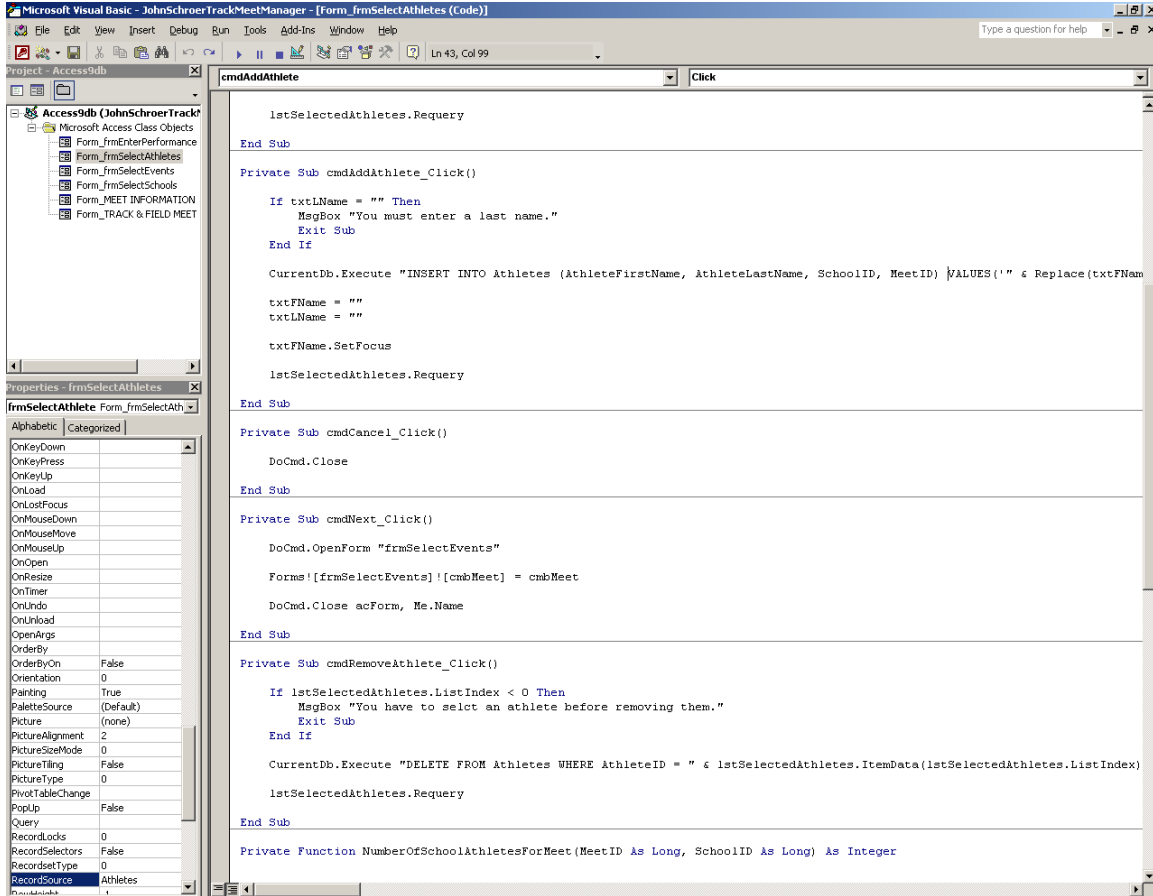 Microsoft Visual Basic - JohnSchroerTrackMeetManager - [Form_frmSelectAthletes (Code)]
File Edit View Insert Debug Run Tools Add-Ins Window Help
Type a question for help
Ln 43, Col 99
Project - Access9db
Access9db (JohnSchroerTrackM
Microsoft Access Class Objects
Form_frmEnterPerformance
Form_frmSelectAthletes
Form_frmSelectEvents
Form_frmSelectSchools
Form_MEET INFORMATION
Form_TRACK & FIELD MEET
Properties - frmSelectAthletes
frmSelectAthlete Form_frmSelectAth
Alphabetic Categorized
OnKeyDown
OnKeyPress
OnKeyUp
OnLoad
OnLostFocus
OnMouseDown
OnMouseMove
OnMouseUp
OnOpen
OnResize
OnTimer
OnUndo
OnUnload
OpenArgs
OrderBy
OrderByOn False
Orientation 0
Painting True
PaletteSource (Default)
Picture (none)
PictureAlignment 2
PictureSizeMode 0
PictureTiling False
PictureType 0
PivotTableChange
PopUp False
Query
RecordLocks 0
RecordSelectors False
RecordsetType 0
RecordSource Athletes
RowHeight -1
cmdAddAthlete Click
lstSelectedAthletes.Requery
End Sub
Private Sub cmdAddAthlete_Click()
If txtLName = "" Then
MsgBox "You must enter a last name."
Exit Sub
End If
CurrentDb.Execute "INSERT INTO Athletes (AthleteFirstName, AthleteLastName, SchoolID, MeetID) VALUES('" & Replace(txtFNam
txtFName = ""
txtLName = ""
txtFName.SetFocus
lstSelectedAthletes.Requery
End Sub
Private Sub cmdCancel_Click()
DoCmd.Close
End Sub
Private Sub cmdNext_Click()
DoCmd.OpenForm "frmSelectEvents"
Forms![frmSelectEvents]![cmbMeet] = cmbMeet
DoCmd.Close acForm, Me.Name
End Sub
Private Sub cmdRemoveAthlete_Click()
If lstSelectedAthletes.ListIndex < 0 Then
MsgBox "You have to selct an athlete before removing them."
Exit Sub
End If
CurrentDb.Execute "DELETE FROM Athletes WHERE AthleteID = " & lstSelectedAthletes.ItemData(lstSelectedAthletes.ListIndex)
lstSelectedAthletes.Requery
End Sub
Private Function NumberOfSchoolAthletesForMeet(MeetID As Long, SchoolID As Long) As Integer